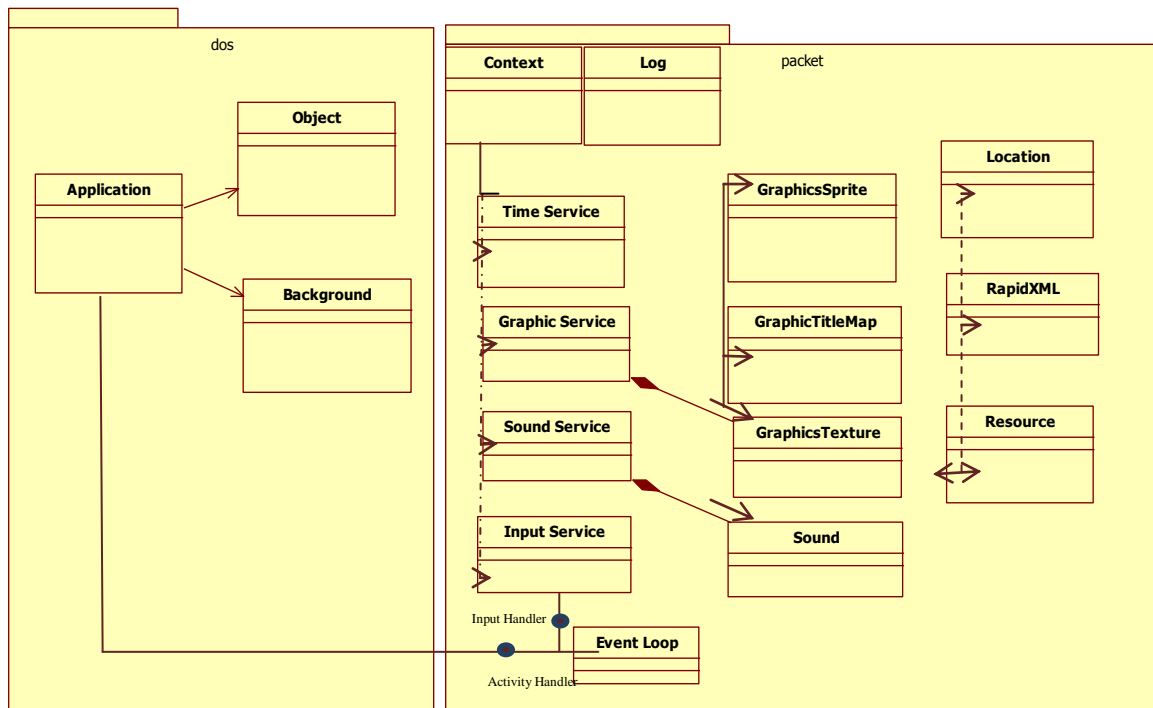 dos
Object
Application
Background
packet
Context
Log
Time Service
Graphic Service
Sound Service
Input Service
GraphicsSprite
GraphicTitleMap
GraphicsTexture
Sound
Location
RapidXML
Resource
Input Handler
Event Loop
Activity Handler